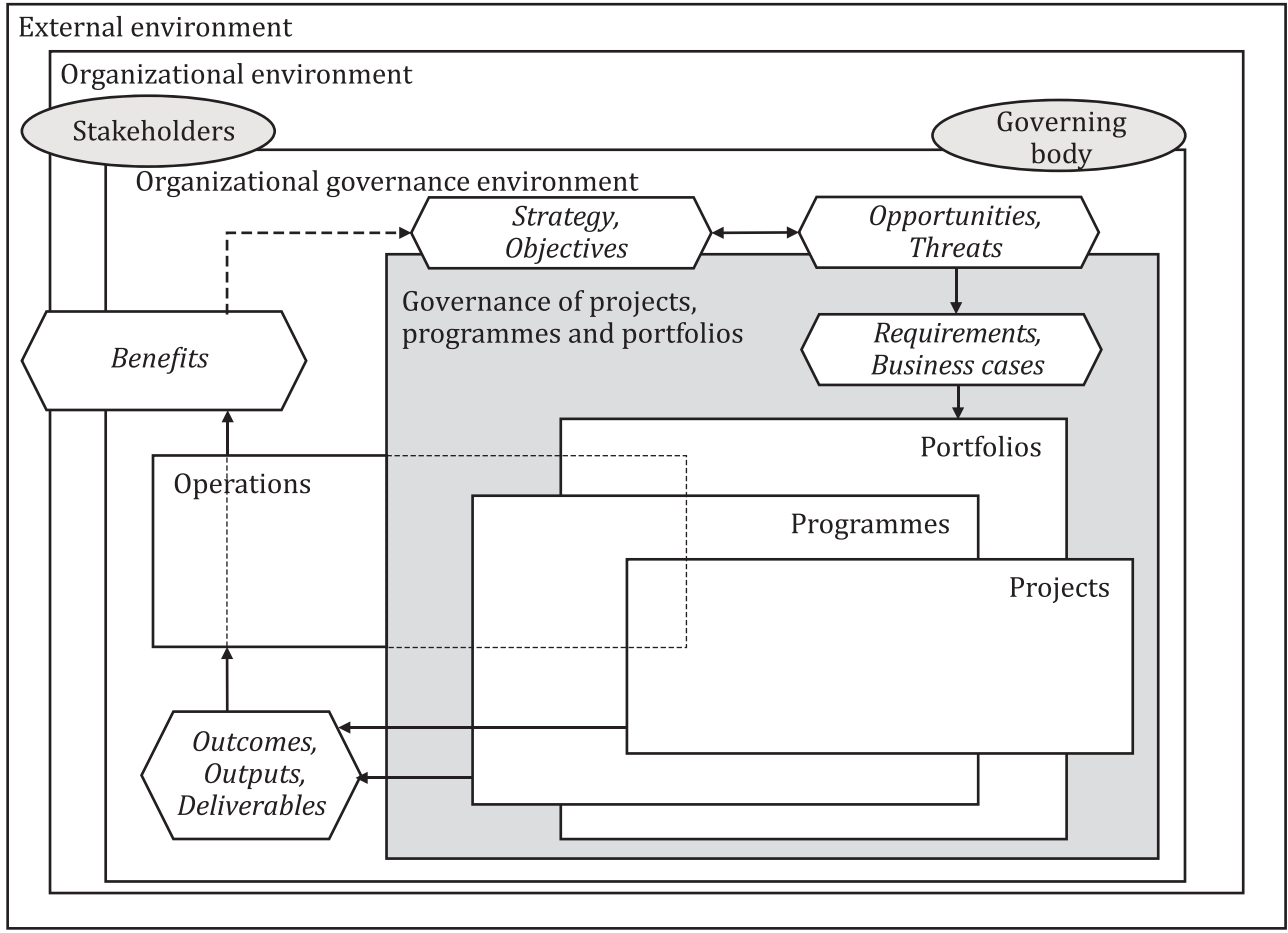 External environment
Organizational environment
Stakeholders
Governing
body
Organizational governance environment
Strategy,
Objectives
Opportunities,
Threats
Governance of projects,
programmes and portfolios
Requirements,
Business cases
Benefits
Portfolios
Operations
Programmes
Projects
Outcomes,
Outputs,
Deliverables